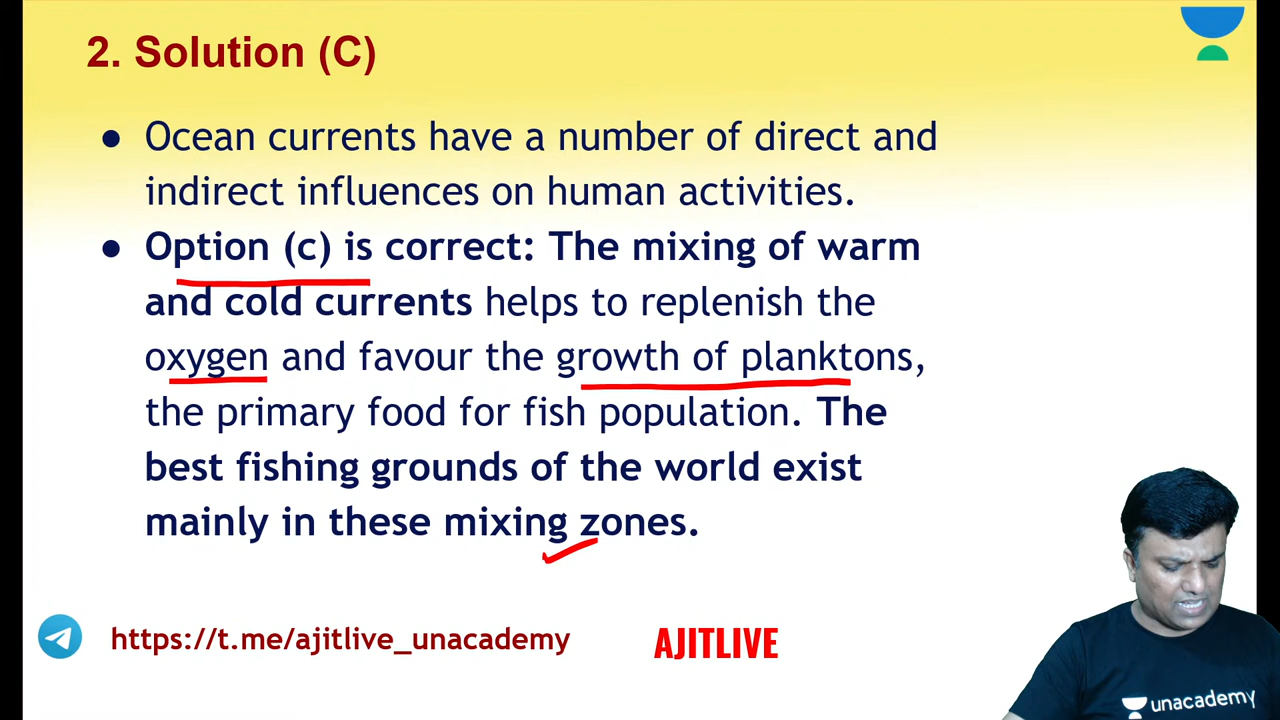 2. Solution (C)
● Ocean currents have a number of direct and
indirect influences on human activities.
● Option (c) is correct: The mixing of warm
and cold currents helps to replenish the
oxygen and favour the growth of planktons,
the primary food for fish population. The
best fishing grounds of the world exist
mainly in these mixing zones.
https://t.me/ajitlive_unacademy
AJITLIVE
unacademy